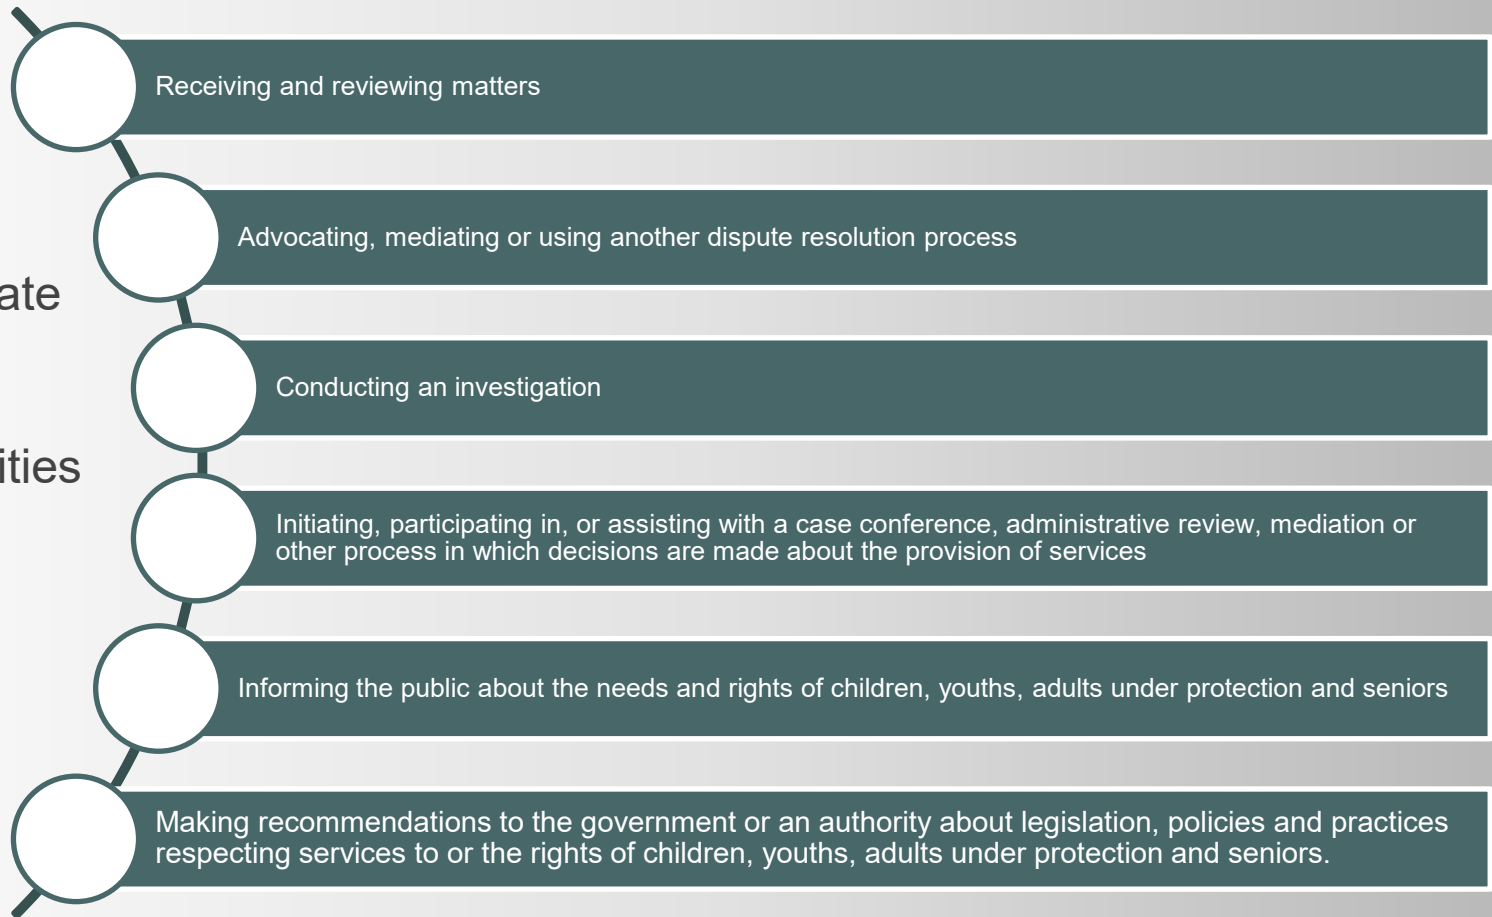 Receiving and reviewing matters
Advocating, mediating or using another dispute resolution process
ate
Conducting an investigation
ities
Initiating, participating in, or assisting with a case conference, administrative review, mediation or
other process in which decisions are made about the provision of services
Informing the public about the needs and rights of children, youths, adults under protection and seniors
Making recommendations to the government or an authority about legislation, policies and practices
respecting services to or the rights of children, youths, adults under protection and seniors.